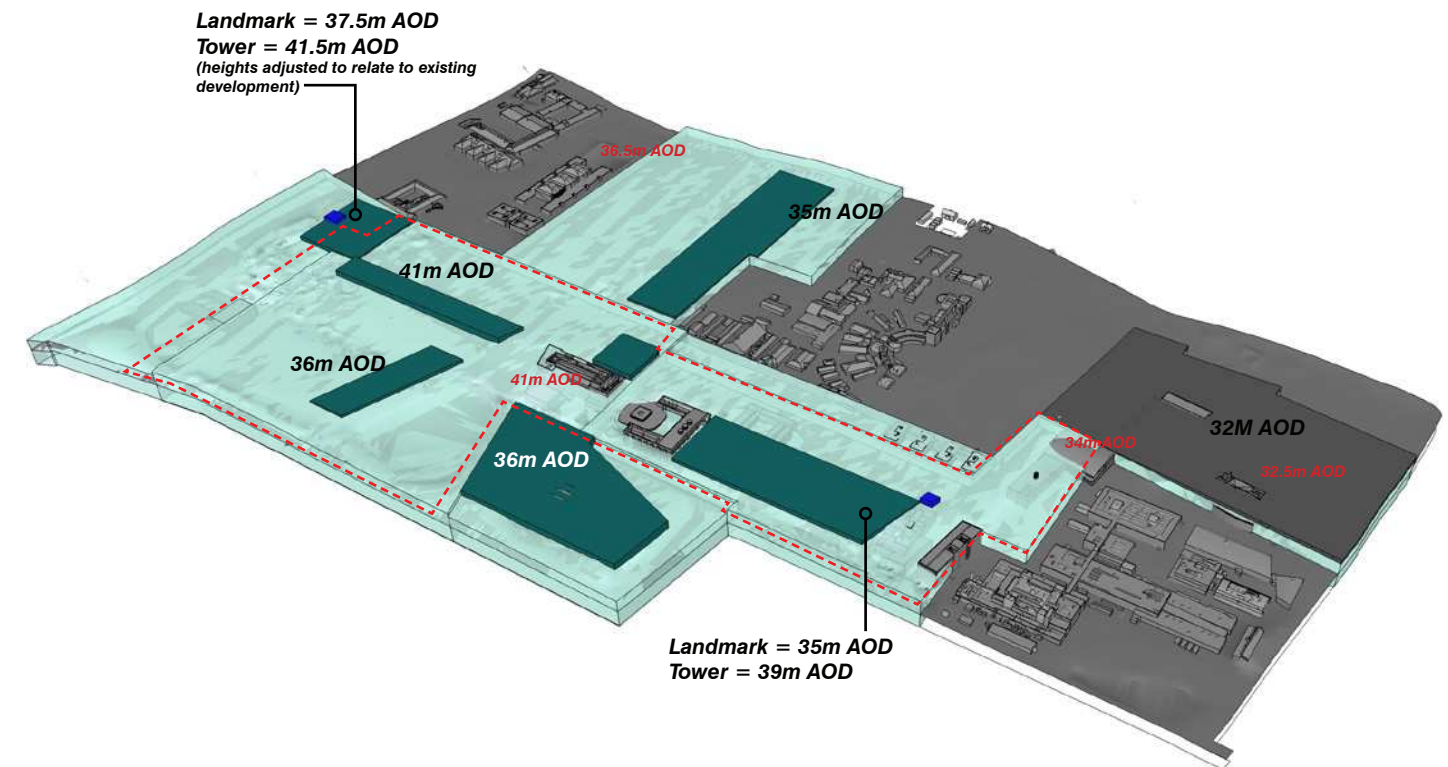 Landmark = 37.5m AOD
Tower = 41.5m AOD
(heights adjusted to relate to existing
development)
36.5m AOD
35m AOD
41m AOD
36m AOD
41m AOD
36m AOD
32M AOD
34m AOD
32.5m AOD
Landmark = 35m AOD
Tower = 39m AOD